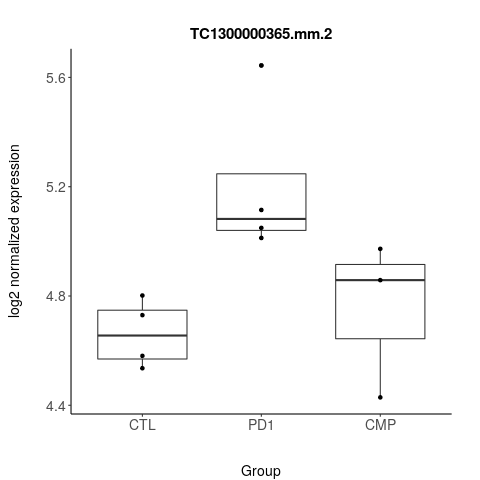 TC1300000365.mm.2
log2 normalized expression
5.6
5.2
4.8
4.4
CTL PD1 CMP
Group